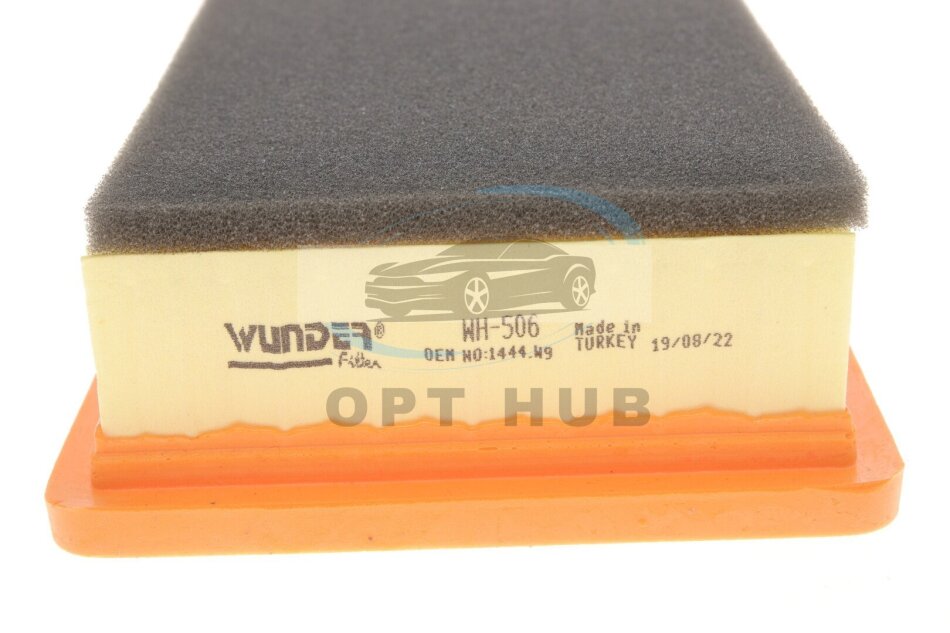 WUNDER®
Filter
WH-506
OEM NO:1444.W9
Made in
TURKEY 19/08/22
OPT HUB